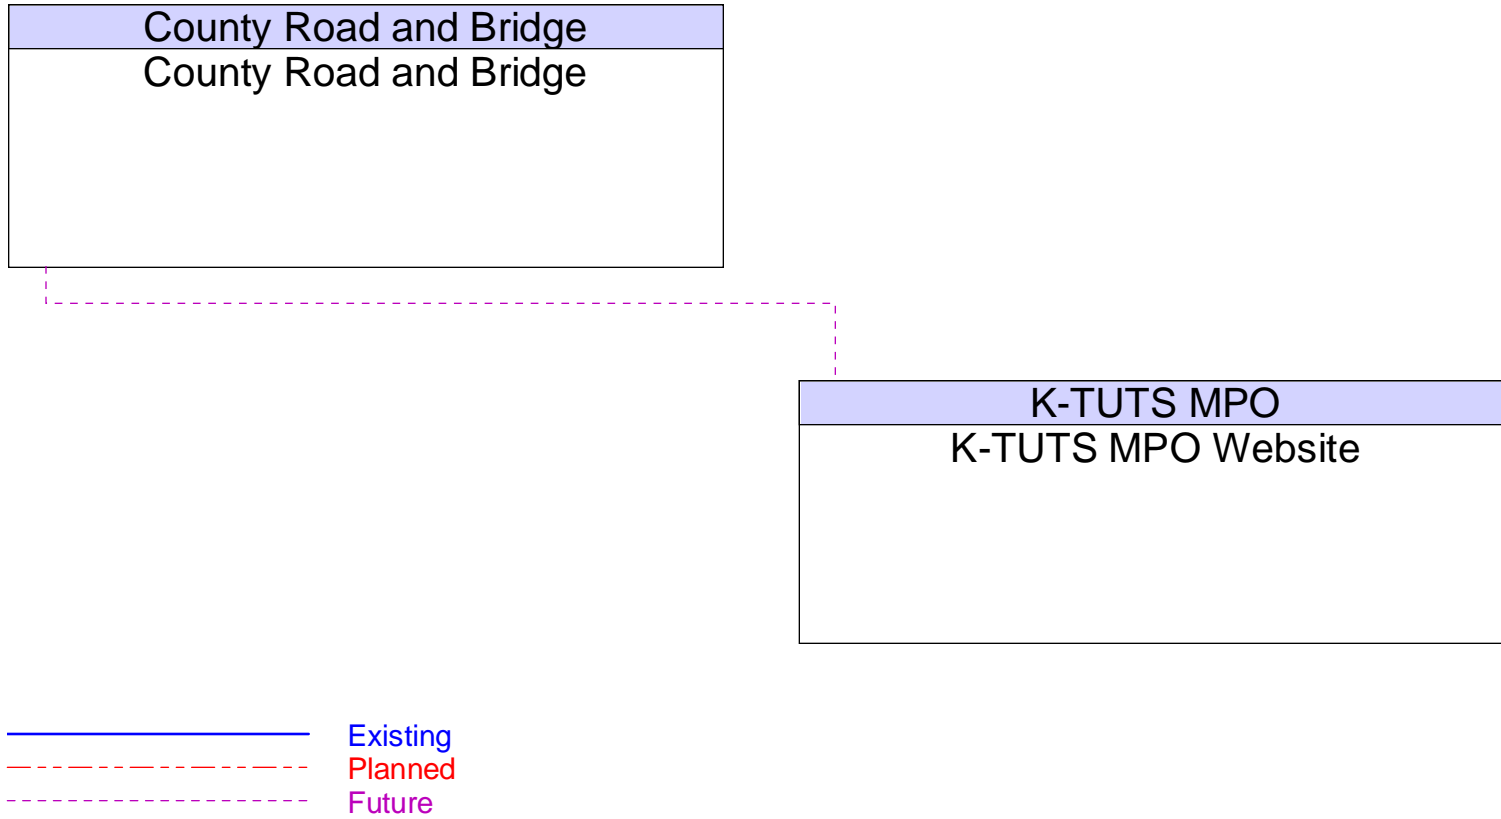 County Road and Bridge
County Road and Bridge
K-TUTS MPO
K-TUTS MPO Website
Existing
Planned
Future